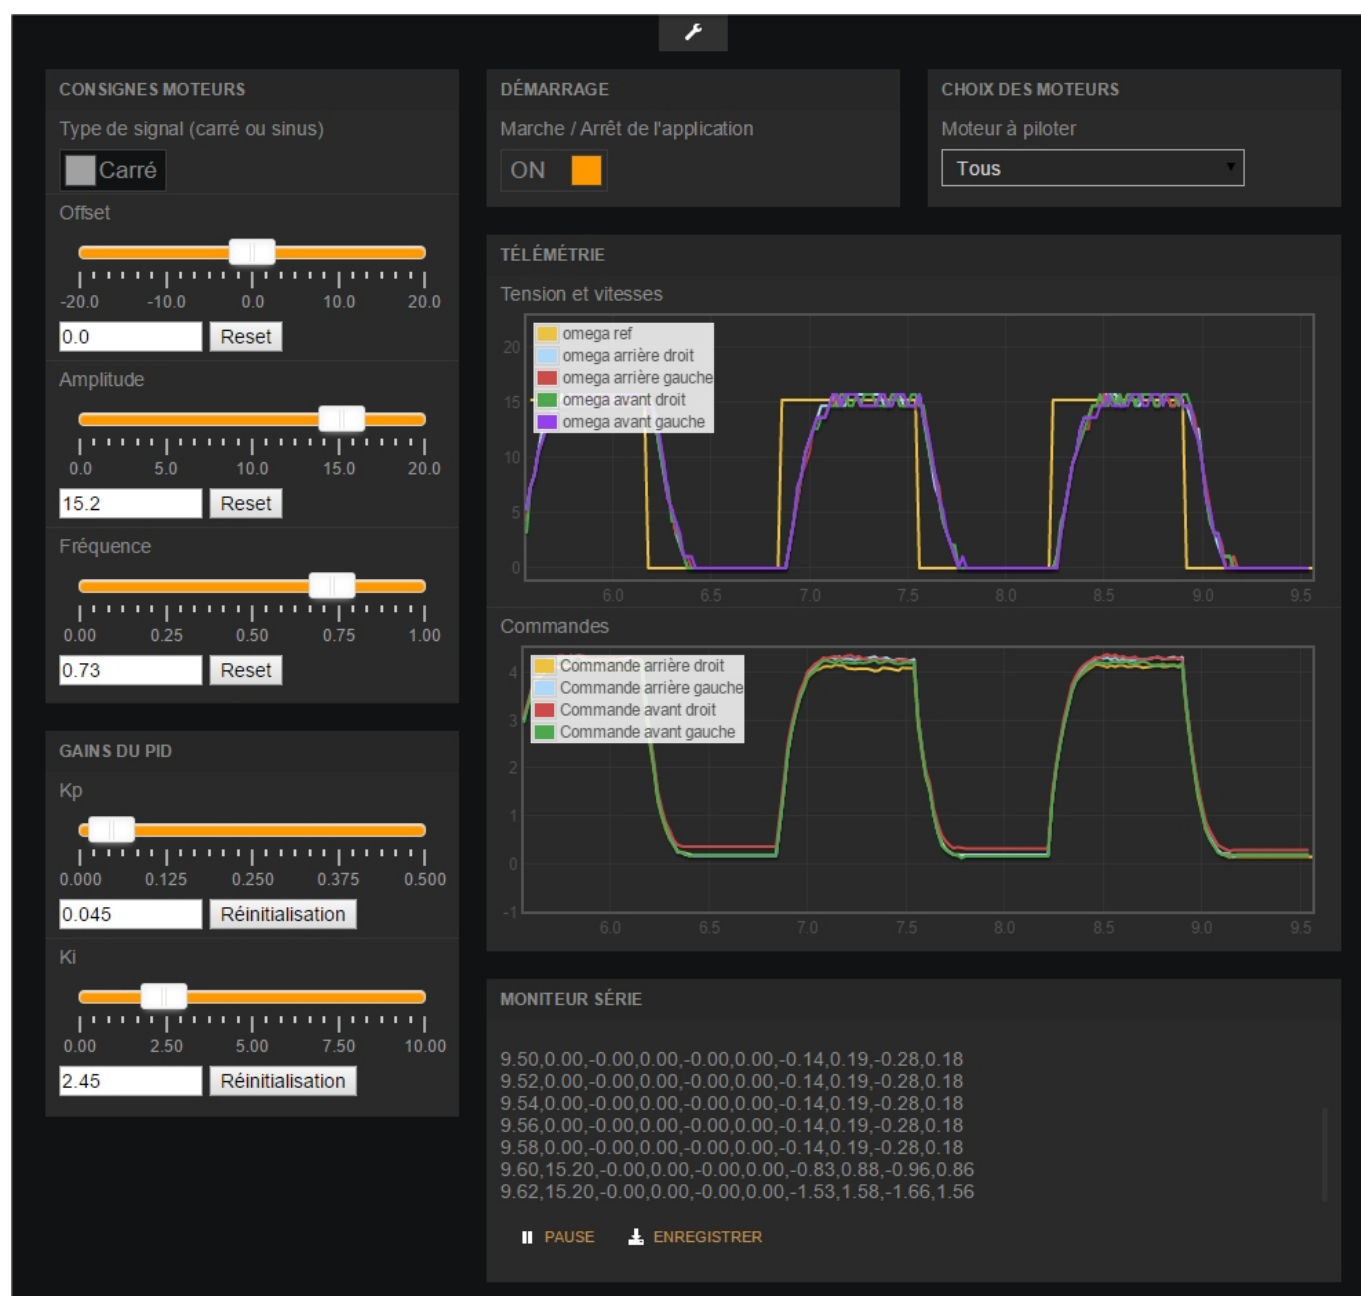 CONSIGNES MOTEURS
Type de signal (carré ou sinus)
Carré
Offset
-20.0 -10.0 0.0 10.0 20.0
0.0 Reset
Amplitude
0.0 5.0 10.0 15.0 20.0
15.2 Reset
Fréquence
0.00 0.25 0.50 0.75 1.00
0.73 Reset
GAINS DU PID
Kp
0.000 0.125 0.250 0.375 0.500
0.045 Réinitialisation
Ki
0.00 2.50 5.00 7.50 10.00
2.45 Réinitialisation
DÉMARRAGE
Marche / Arrêt de l'application
ON
CHOIX DES MOTEURS
Moteur à piloter
Tous
TÉLÉMÉTRIE
Tension et vitesses
omega ref
omega arrière droit
omega arrière gauche
omega avant droit
omega avant gauche
20
15
10
5
0
6.0 6.5 7.0 7.5 8.0 8.5 9.0 9.5
Commandes
Commande arrière droit
Commande arrière gauche
Commande avant droit
Commande avant gauche
4
3
2
1
0
-1
6.0 6.5 7.0 7.5 8.0 8.5 9.0 9.5
MONITEUR SÉRIE
9.50,0.00,-0.00,0.00,-0.00,0.00,-0.14,0.19,-0.28,0.18
9.52,0.00,-0.00,0.00,-0.00,0.00,-0.14,0.19,-0.28,0.18
9.54,0.00,-0.00,0.00,-0.00,0.00,-0.14,0.19,-0.28,0.18
9.56,0.00,-0.00,0.00,-0.00,0.00,-0.14,0.19,-0.28,0.18
9.58,0.00,-0.00,0.00,-0.00,0.00,-0.14,0.19,-0.28,0.18
9.60,15.20,-0.00,0.00,-0.00,0.00,-0.83,0.88,-0.96,0.86
9.62,15.20,-0.00,0.00,-0.00,0.00,-1.53,1.58,-1.66,1.56
PAUSE ENREGISTRER